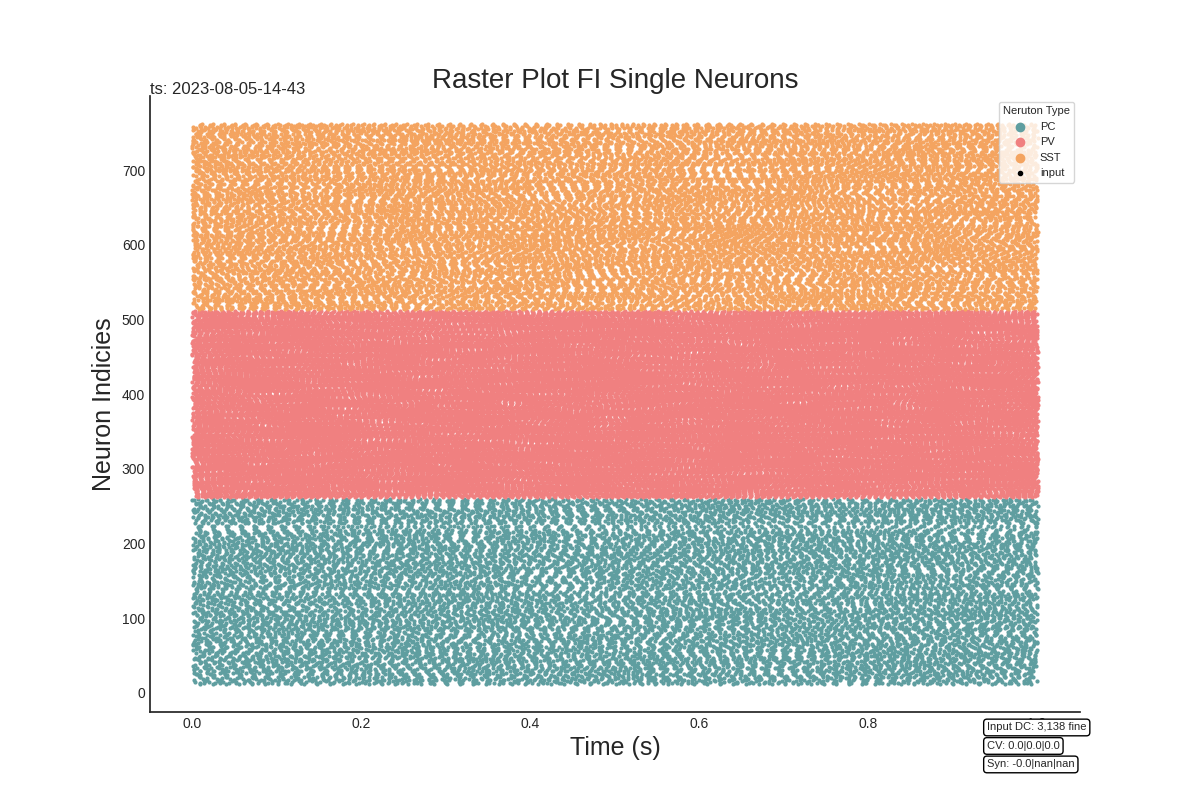 Raster Plot FI Single Neurons
ts: 2023-08-05-14-43
Neruton Type
PC
PV
SST
input
Neuron Indicies
700
600
500
400
300
200
100
0
0.0
0.2
0.4
0.6
0.8
Time (s)
Input DC: 3,138 fine
CV: 0.0|0.0|0.0
Syn: -0.0|nan|nan